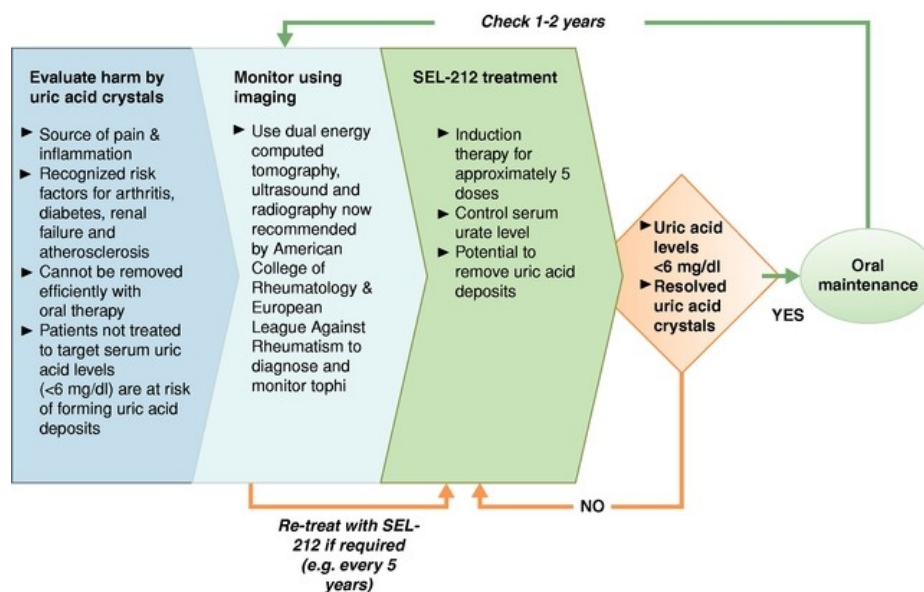 Check 1-2 years
Evaluate harm by
uric acid crystals
► Source of pain &
inflammation
► Recognized risk
factors for arthritis,
diabetes, renal
failure and
atherosclerosis
► Cannot be removed
efficiently with
oral therapy
► Patients not treated
to target serum uric
acid levels
(<6 mg/dl) are at risk
of forming uric acid
deposits
Monitor using
imaging
► Use dual energy
computed
tomography,
ultrasound and
radiography now
recommended
by American
College of
Rheumatology &
European
League Against
Rheumatism to
diagnose and
monitor tophi
SEL-212 treatment
► Induction
therapy for
approximately 5
doses
► Control serum
urate level
► Potential to
remove uric acid
deposits
► Uric acid
levels
<6 mg/dl
► Resolved
uric acid
crystals
YES
Oral
maintenance
NO
Re-treat with SEL-
212 if required
(e.g. every 5
years)